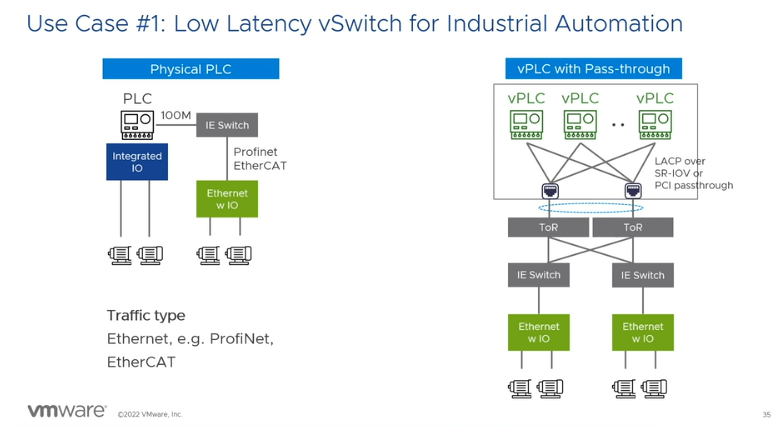 Use Case #1: Low Latency vSwitch for Industrial Automation
Physical PLC
PLC
100M
IE Switch
Integrated
IO
Profinet
EtherCAT
Ethernet
w IO
Traffic type
Ethernet, e.g. ProfiNet,
EtherCAT
vPLC with Pass-through
vPLC
vPLC
vPLC
LACP over
SR-IOV or
PCI passthrough
ToR
ToR
IE Switch
IE Switch
Ethernet
w IO
Ethernet
w IO
vmware®
©2022 VMware, Inc.
35